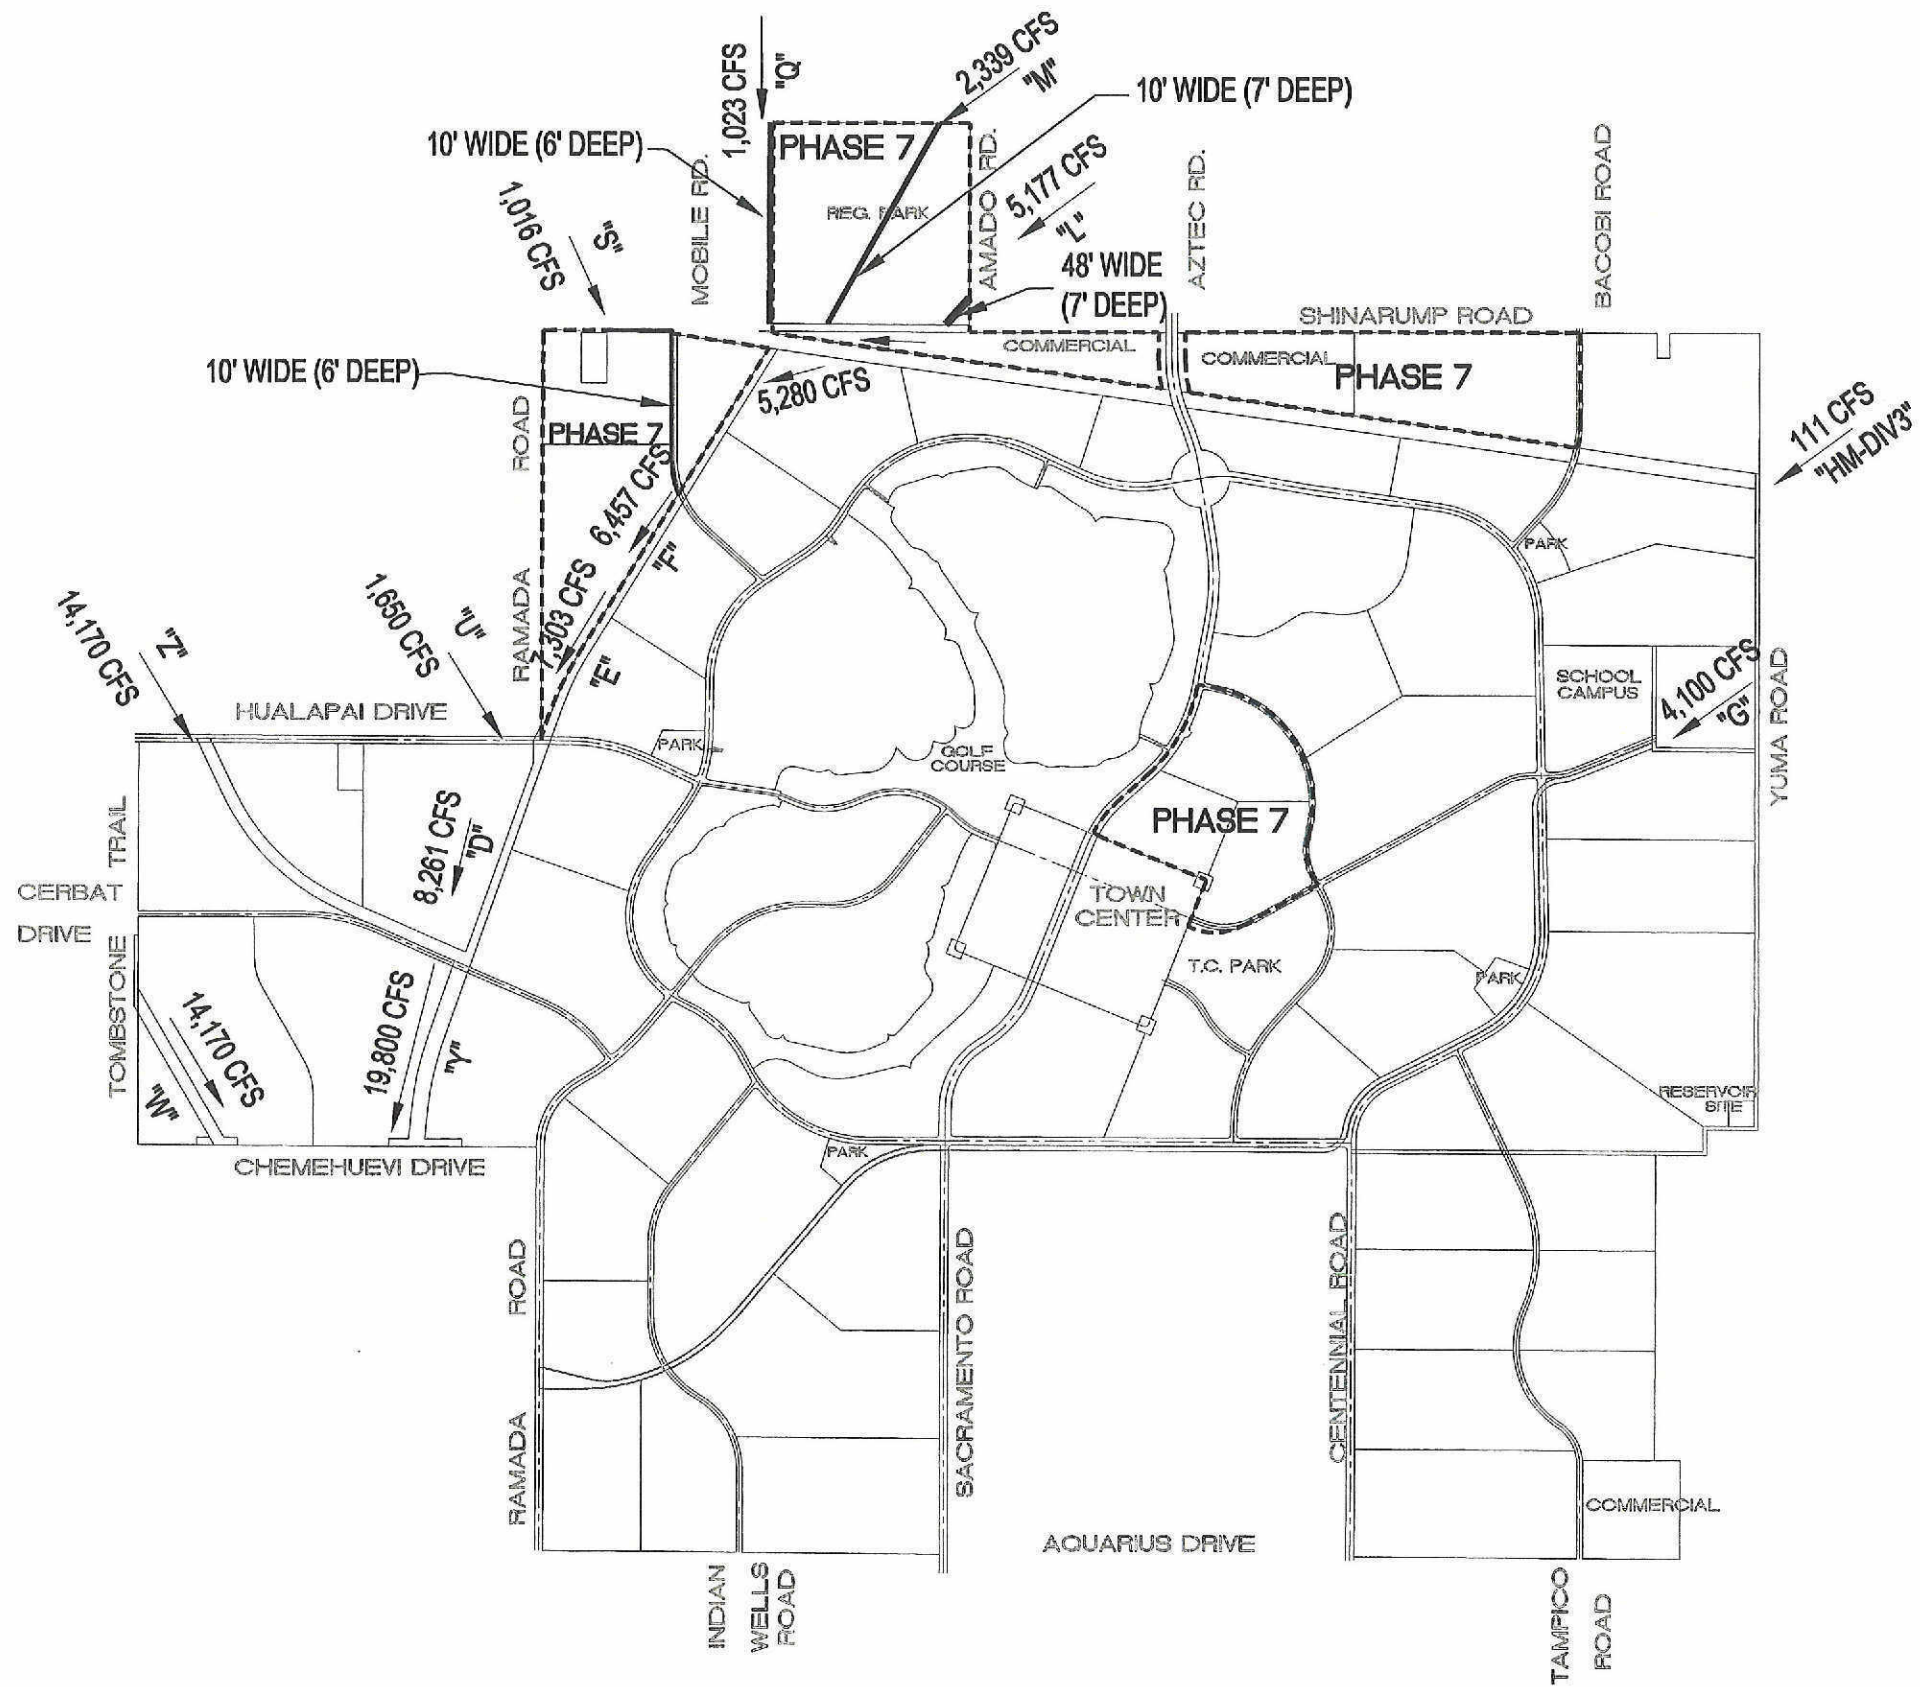 1,023 CFS
"Q"
2,339 CFS
"M"
10' WIDE (7' DEEP)
10' WIDE (6' DEEP)
PHASE 7
MOBILE RD.
REG. PARK
AMADO RD.
5,177 CFS
"L"
AZTEC RD.
BACOBI ROAD
1,016 CFS
"S"
48' WIDE
(7' DEEP)
SHINARUMP ROAD
COMMERCIAL
COMMERCIAL
PHASE 7
10' WIDE (6' DEEP)
5,280 CFS
111 CFS
"HM-DIV3"
PHASE 7
RAMADA ROAD
6,457 CFS
"F"
PARK
7,303 CFS
"E"
14,170 CFS
"Z"
1,650 CFS
"U"
SCHOOL
CAMPUS
4,100 CFS
"G"
YUMA ROAD
HUALAPAI DRIVE
PARK
GOLF
COURSE
PHASE 7
8,261 CFS
"D"
CERBAT
DRIVE
TOMBSTONE TRAIL
TOWN
CENTER
T.C. PARK
PARK
14,170 CFS
"W"
19,800 CFS
"Y"
RESERVOIR
SITE
CHEMEHUEVI DRIVE
PARK
RAMADA ROAD
SACRAMENTO ROAD
CENTENNIAL ROAD
COMMERCIAL
AQUARIUS DRIVE
INDIAN
WELLS
ROAD
TAMPICO
ROAD